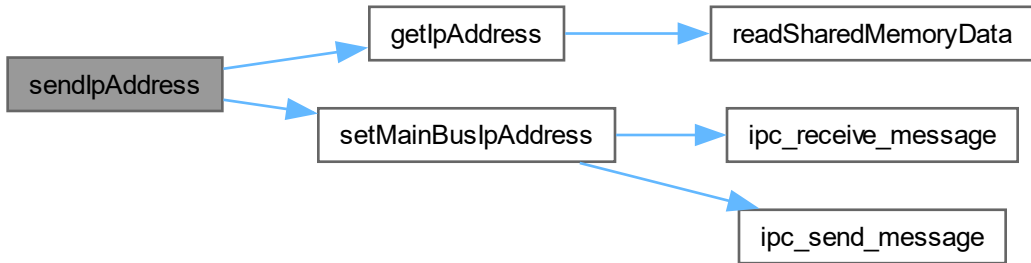 sendIpAddress
getIpAddress
readSharedMemoryData
setMainBusIpAddress
ipc_receive_message
ipc_send_message